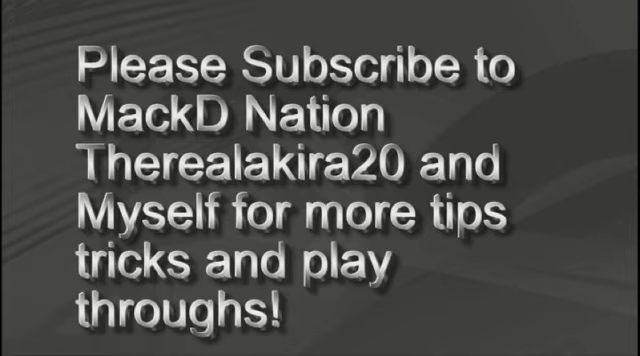 Please Subscribe to
MackD Nation
Therealakira20 and
Myself for more tips
tricks and play
throughs!